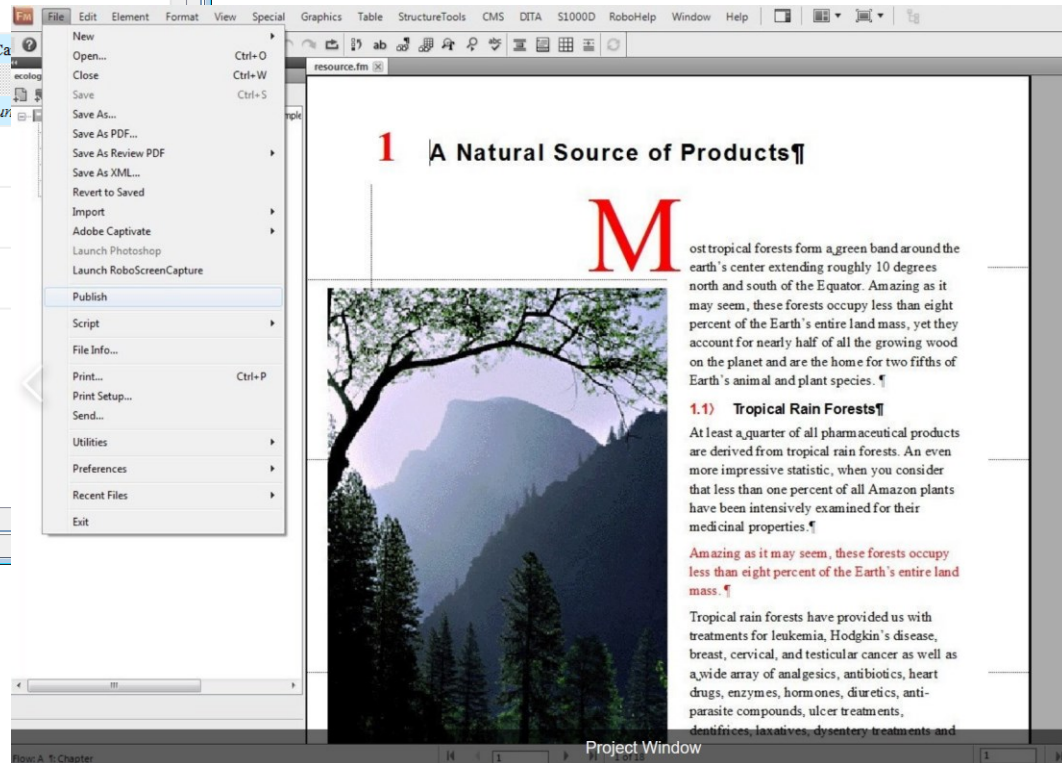 Fm File Edit Element Format View Special Graphics Table StructureTools CMS DITA S1000D RoboHelp Window Help
New
Open... Ctrl+O
Close Ctrl+W
Save Ctrl+S
Save As...
Save As PDF...
Save As Review PDF
Save As XML...
Revert to Saved
Import
Adobe Captivate
Launch Photoshop
Launch RoboScreenCapture
Publish
Script
File Info...
Print... Ctrl+P
Print Setup...
Send...
Utilities
Preferences
Recent Files
Exit
ecolog
resource.fm
1 A Natural Source of Products¶
M
ost tropical forests form a green band around the
earth's center extending roughly 10 degrees
north and south of the Equator. Amazing as it
may seem, these forests occupy less than eight
percent of the Earth's entire land mass, yet they
account for nearly half of all the growing wood
on the planet and are the home for two fifths of
Earth's animal and plant species. ¶
1.1) Tropical Rain Forests¶
At least a quarter of all pharmaceutical products
are derived from tropical rain forests. An even
more impressive statistic, when you consider
that less than one percent of all Amazon plants
have been intensively examined for their
medicinal properties.¶
Amazing as it may seem, these forests occupy
less than eight percent of the Earth's entire land
mass. ¶
Tropical rain forests have provided us with
treatments for leukemia, Hodgkin's disease,
breast, cervical, and testicular cancer as well as
a wide array of analgesics, antibiotics, heart
drugs, enzymes, hormones, diuretics, anti-
parasite compounds, ulcer treatments,
dentifrices, laxatives, dysentery treatments and
Project Window
Flow: A ¶: Chapter 1 1 of 18 1